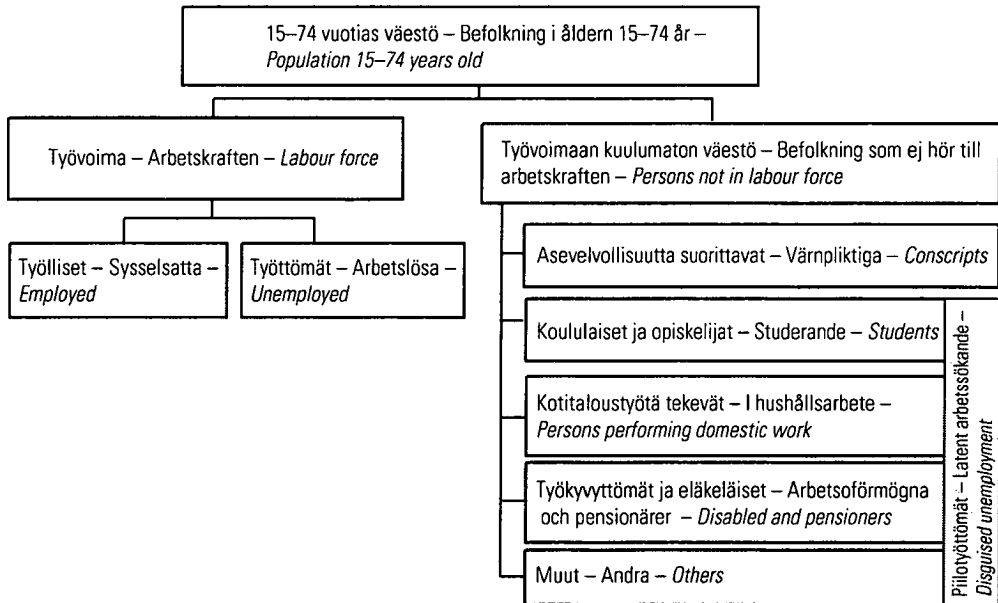 15–74 vuotias väestö – Befolkning i åldern 15–74 år –
Population 15–74 years old
Työvoima – Arbetskraften – Labour force
Työvoimaan kuulumaton väestö – Befolkning som ej hör till
arbetskraften – Persons not in labour force
Työlliset – Sysselsatta –
Employed
Työttömät – Arbetslösa –
Unemployed
Asevelvollisuutta suorittavat – Värnpliktiga – Conscripts
Koululaiset ja opiskelijat – Studerande – Students
Kotitaloustyötä tekevät – I hushållsarbete –
Persons performing domestic work
Työkyvyttömät ja eläkeläiset – Arbetsoförmögna
och pensionärer – Disabled and pensioners
Muut – Andra – Others
Piilotyöttömät – Latent arbetssökande –
Disguised unemployment